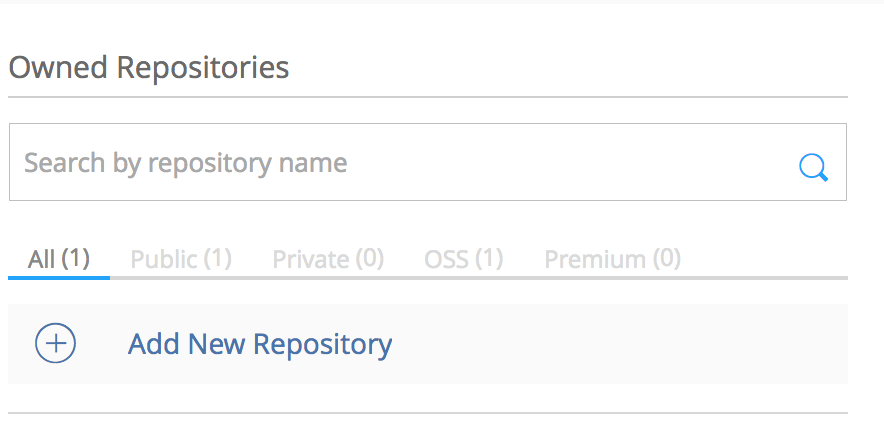 Owned Repositories
Search by repository name
All (1) Public (1) Private (0) OSS (1) Premium (0)
Add New Repository